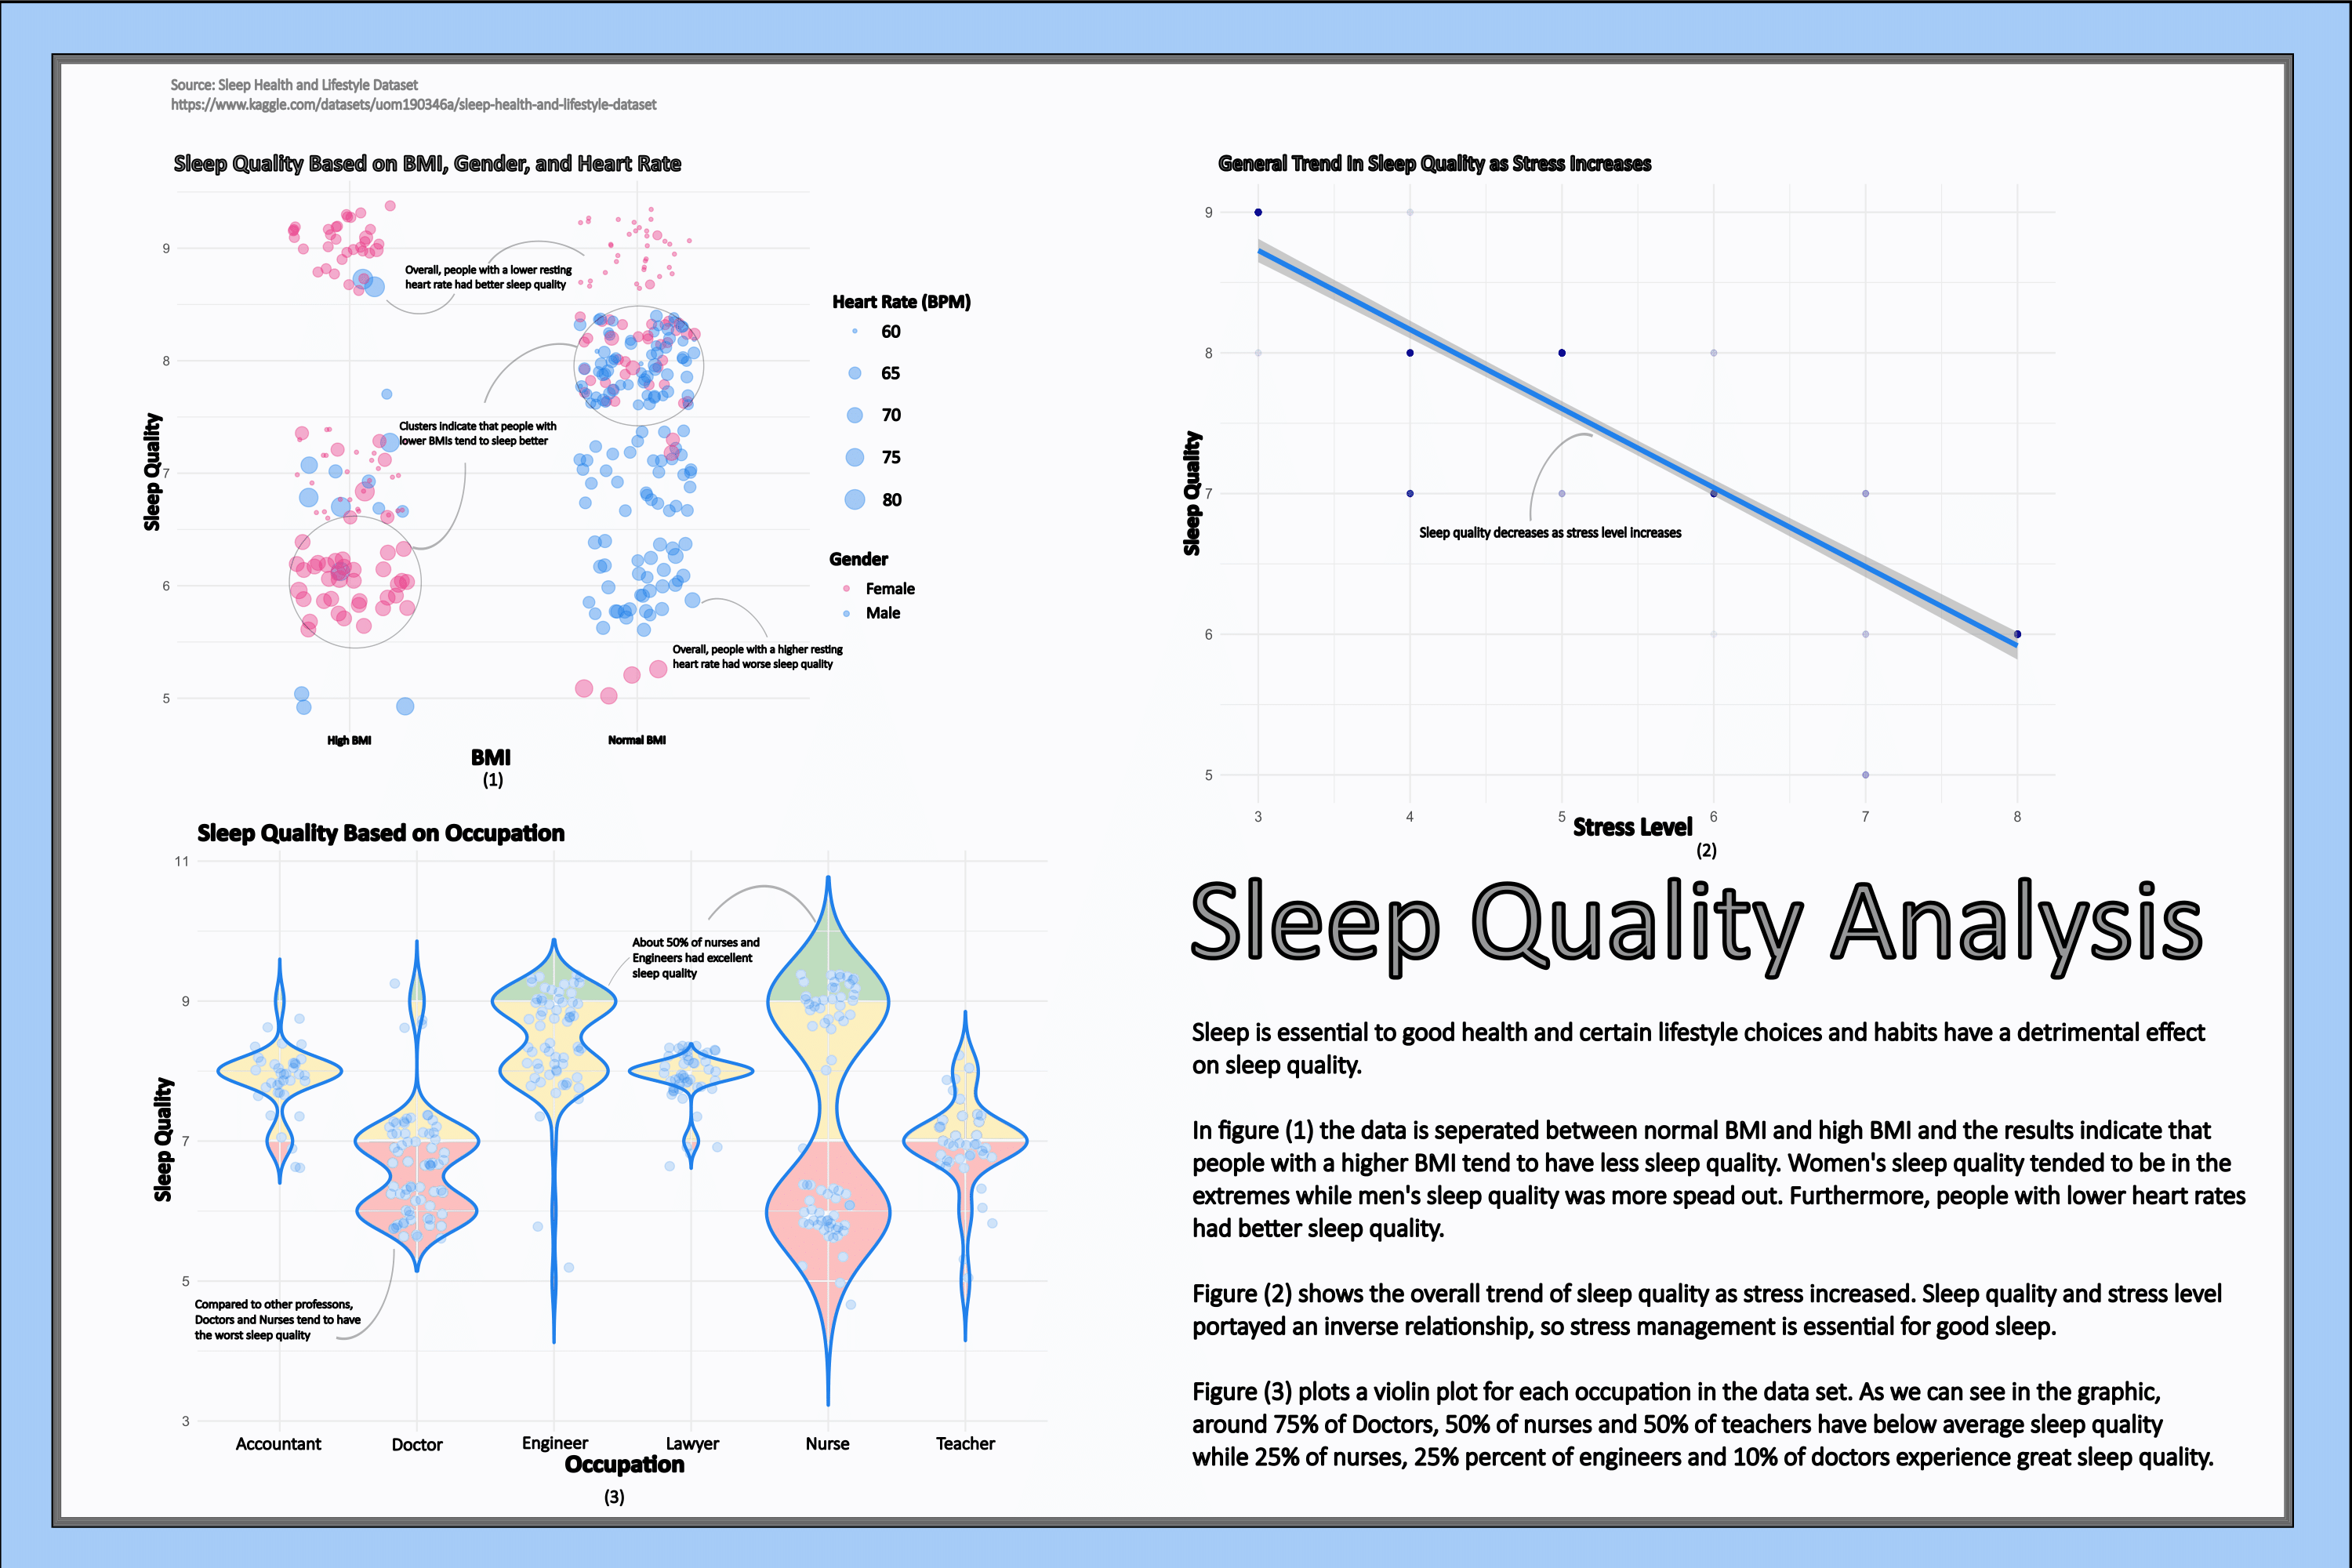 Source: Sleep Health and Lifestyle Dataset
https://www.kaggle.com/datasets/uom190346a/sleep-health-and-lifestyle-dataset
Sleep Quality Based on BMI, Gender, and Heart Rate
Sleep Quality
9
8
7
6
5
Overall, people with a lower resting
heart rate had better sleep quality
Clusters indicate that people with
lower BMIs tend to sleep better
Overall, people with a higher resting
heart rate had worse sleep quality
High BMI
Normal BMI
BMI
(1)
Heart Rate (BPM)
60
65
70
75
80
Gender
Female
Male
General Trend In Sleep Quality as Stress Increases
Sleep Quality
9
8
7
6
5
Sleep quality decreases as stress level increases
3
4
5
6
7
8
Stress Level
(2)
Sleep Quality Based on Occupation
Sleep Quality
11
9
7
5
3
About 50% of nurses and
Engineers had excellent
sleep quality
Compared to other professons,
Doctors and Nurses tend to have
the worst sleep quality
Accountant
Doctor
Engineer
Lawyer
Nurse
Teacher
Occupation
(3)
Sleep Quality Analysis
Sleep is essential to good health and certain lifestyle choices and habits have a detrimental effect
on sleep quality.
In figure (1) the data is seperated between normal BMI and high BMI and the results indicate that
people with a higher BMI tend to have less sleep quality. Women's sleep quality tended to be in the
extremes while men's sleep quality was more spead out. Furthermore, people with lower heart rates
had better sleep quality.
Figure (2) shows the overall trend of sleep quality as stress increased. Sleep quality and stress level
portayed an inverse relationship, so stress management is essential for good sleep.
Figure (3) plots a violin plot for each occupation in the data set. As we can see in the graphic,
around 75% of Doctors, 50% of nurses and 50% of teachers have below average sleep quality
while 25% of nurses, 25% percent of engineers and 10% of doctors experience great sleep quality.